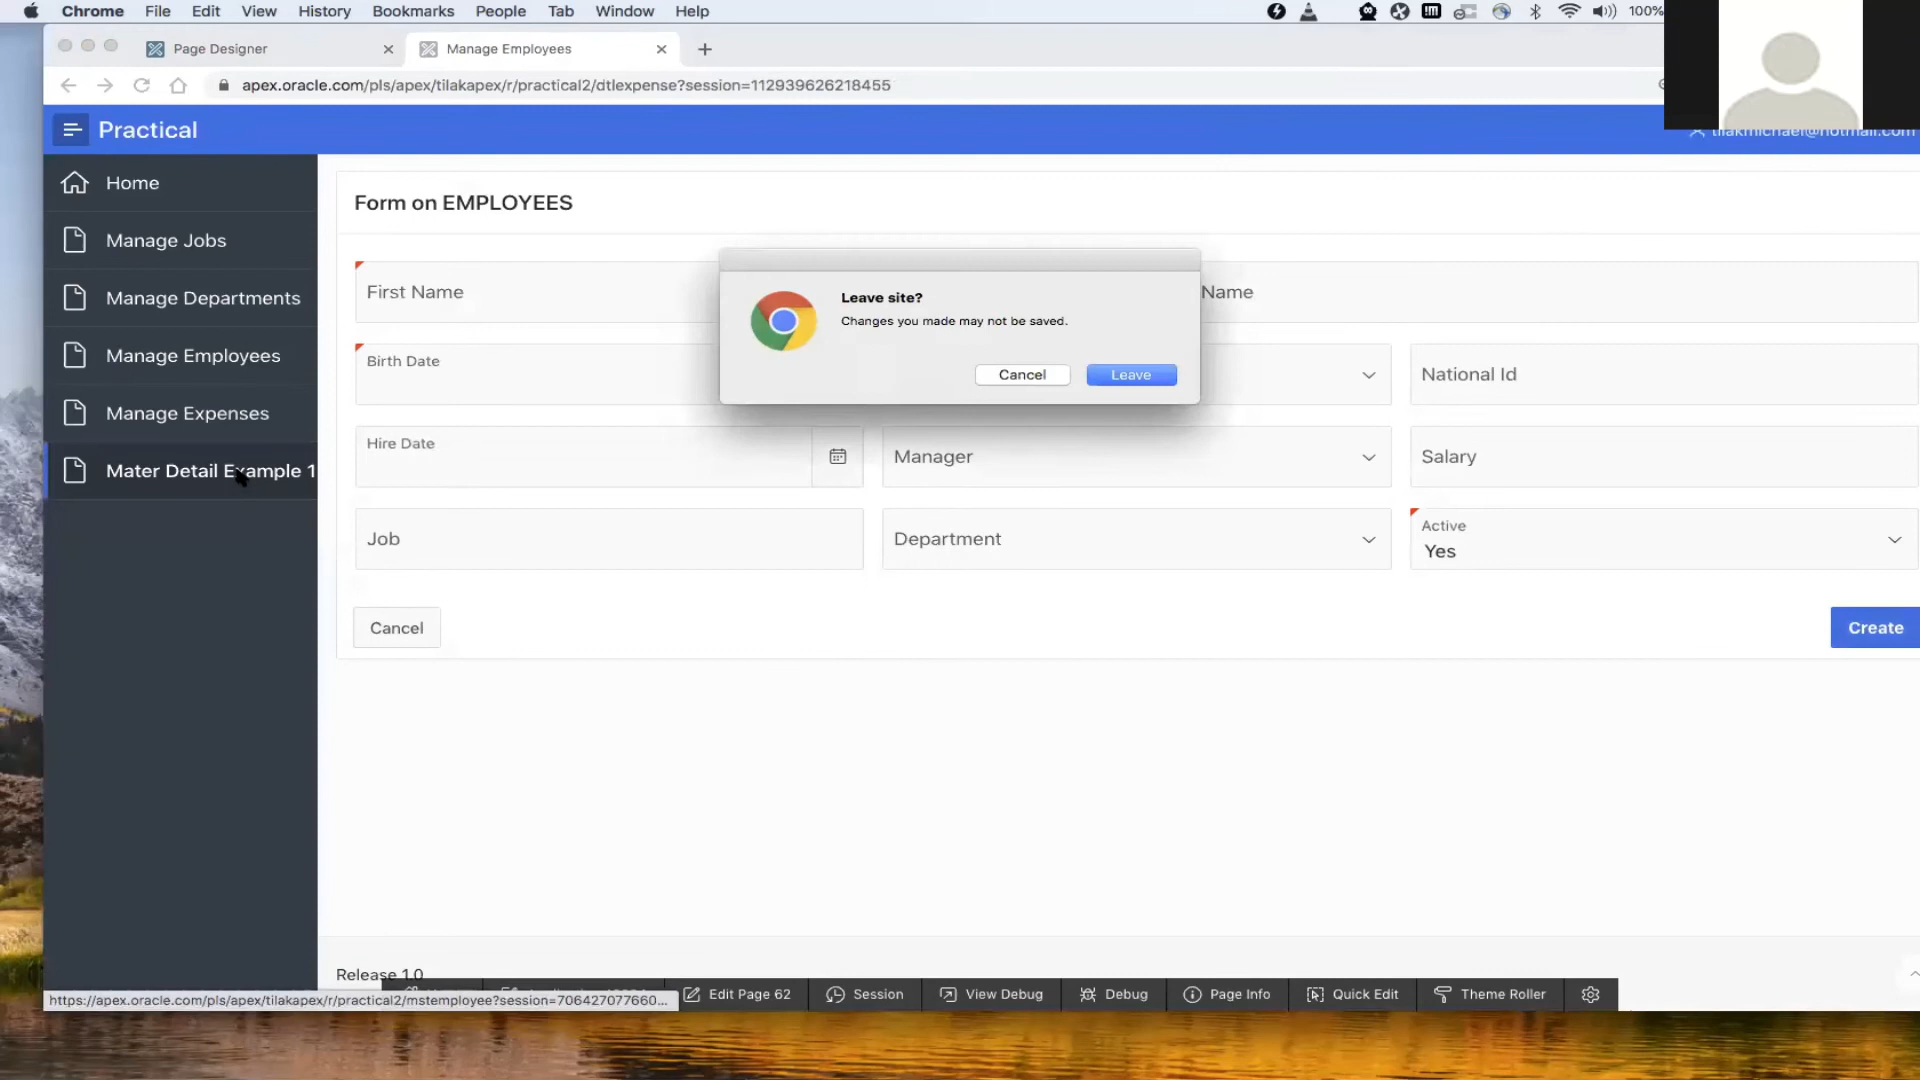 Chrome File Edit View History Bookmarks People Tab Window Help 100%
Page Designer Manage Employees
apex.oracle.com/pls/apex/tilakapex/r/practical2/dtlexpense?session=112939626218455
Practical
tilakmichael@hotmail.com
Home
Manage Jobs
Manage Departments
Manage Employees
Manage Expenses
Mater Detail Example 1
Form on EMPLOYEES
First Name
Name
Leave site?
Changes you made may not be saved.
Cancel Leave
Birth Date
National Id
Hire Date
Manager
Salary
Job
Department
Active
Yes
Cancel
Create
Release 1.0
https://apex.oracle.com/pls/apex/tilakapex/r/practical2/mstemployee?session=706427077660...
Edit Page 62 Session View Debug Debug Page Info Quick Edit Theme Roller